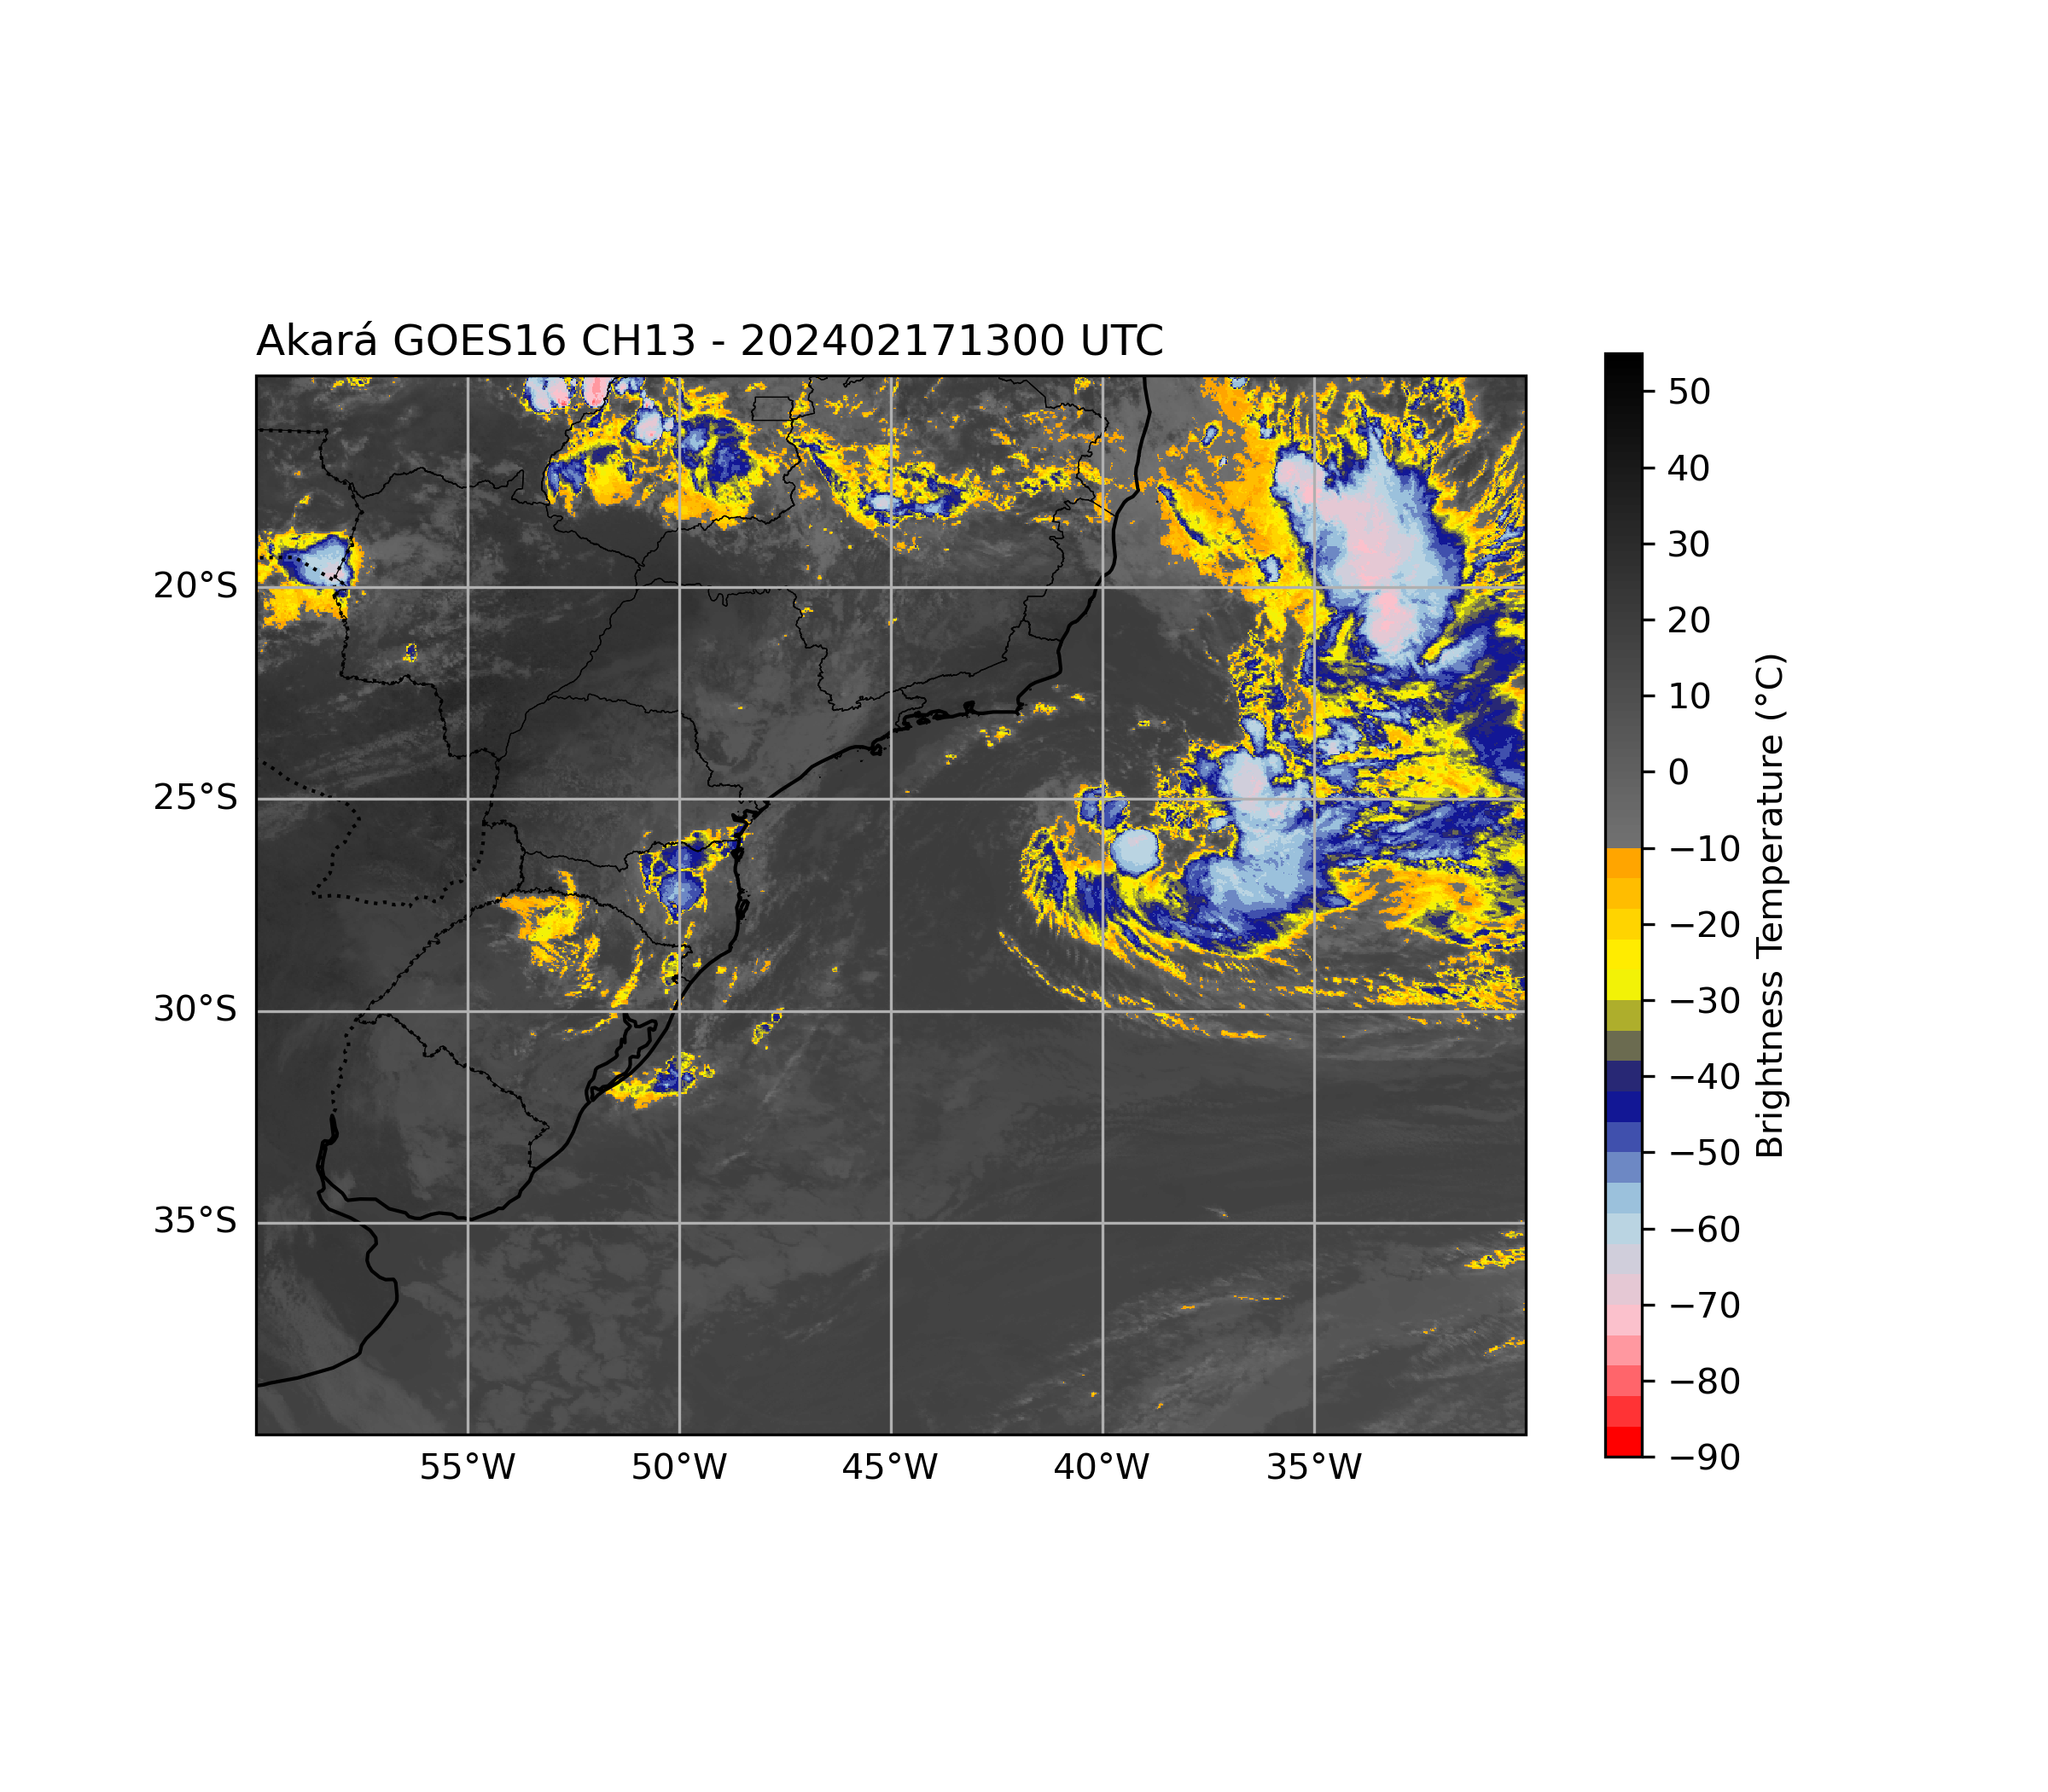 Akará GOES16 CH13 - 202402171300 UTC
20°S
25°S
30°S
35°S
55°W
50°W
45°W
40°W
35°W
50
40
30
20
10
0
−10
−20
−30
−40
−50
−60
−70
−80
−90
Brightness Temperature (°C)